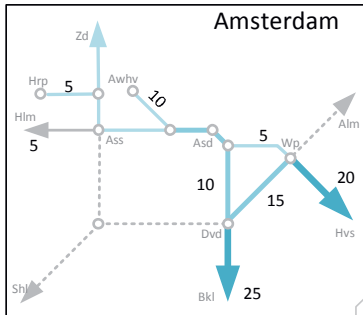 Amsterdam
Zd
Hrp
5
Awhv
10
Hlm
5
Ass
Asd
5
Wp
Alm
10
15
20
Dvd
Hvs
Shl
Bkl
25